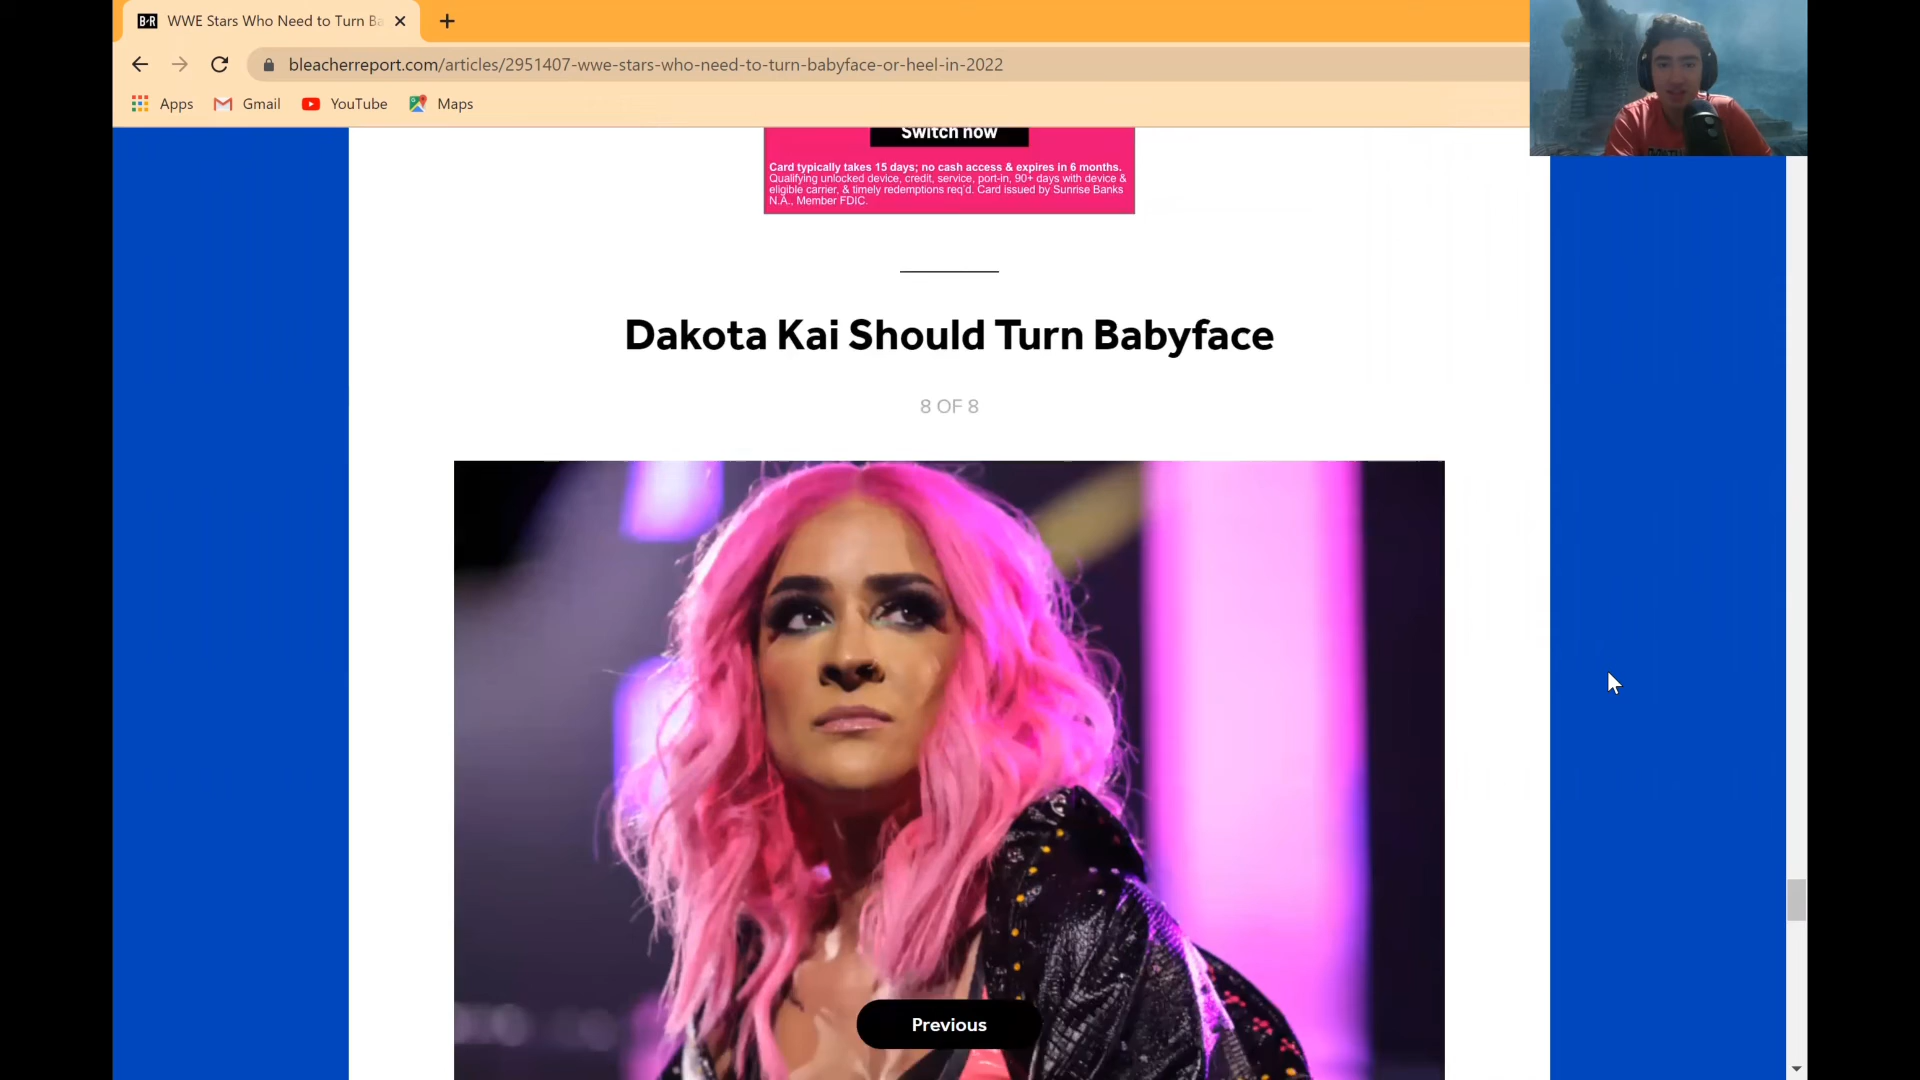 B/R WWE Stars Who Need to Turn Ba
bleacherreport.com/articles/2951407-wwe-stars-who-need-to-turn-babyface-or-heel-in-2022
Apps Gmail YouTube Maps
Switch now
Card typically takes 15 days; no cash access & expires in 6 months.
Qualifying unlocked device, credit, service, port-in, 90+ days with device &
eligible carrier, & timely redemptions req'd. Card issued by Sunrise Banks
N.A., Member FDIC.
Dakota Kai Should Turn Babyface
8 OF 8
Previous